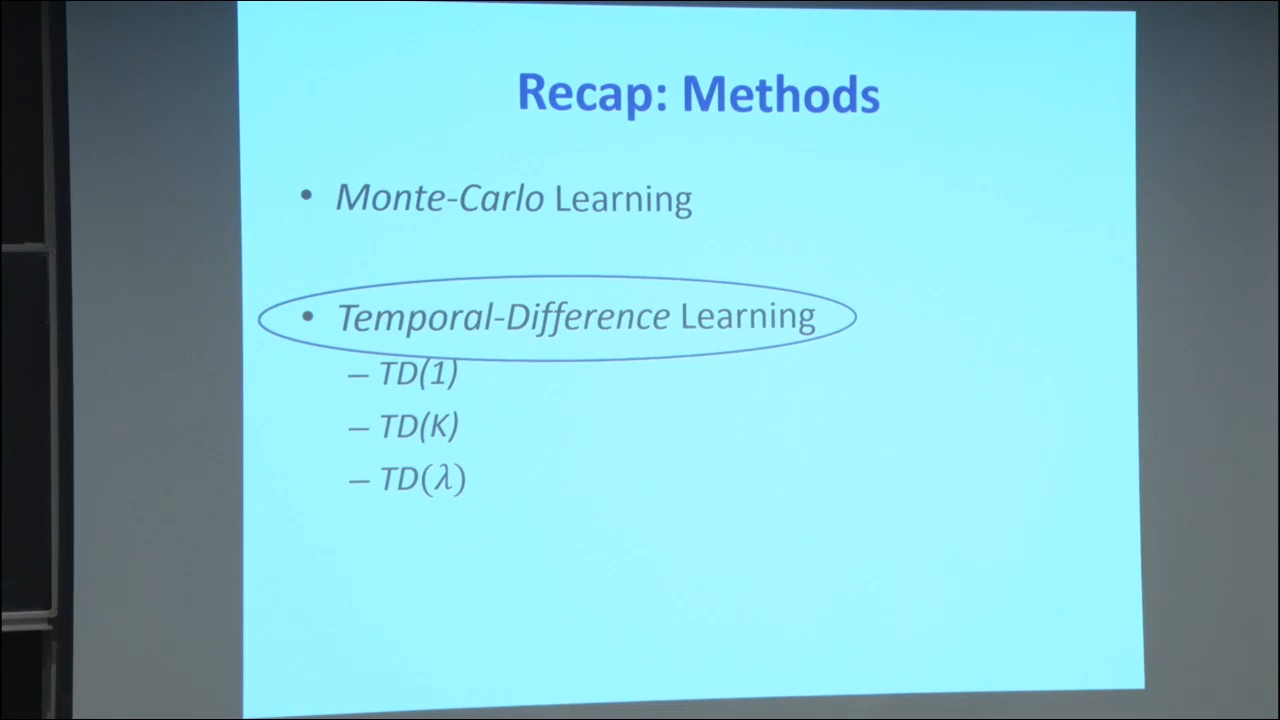 Recap: Methods
• Monte-Carlo Learning
• Temporal-Difference Learning
– TD(1)
– TD(K)
– TD(λ)